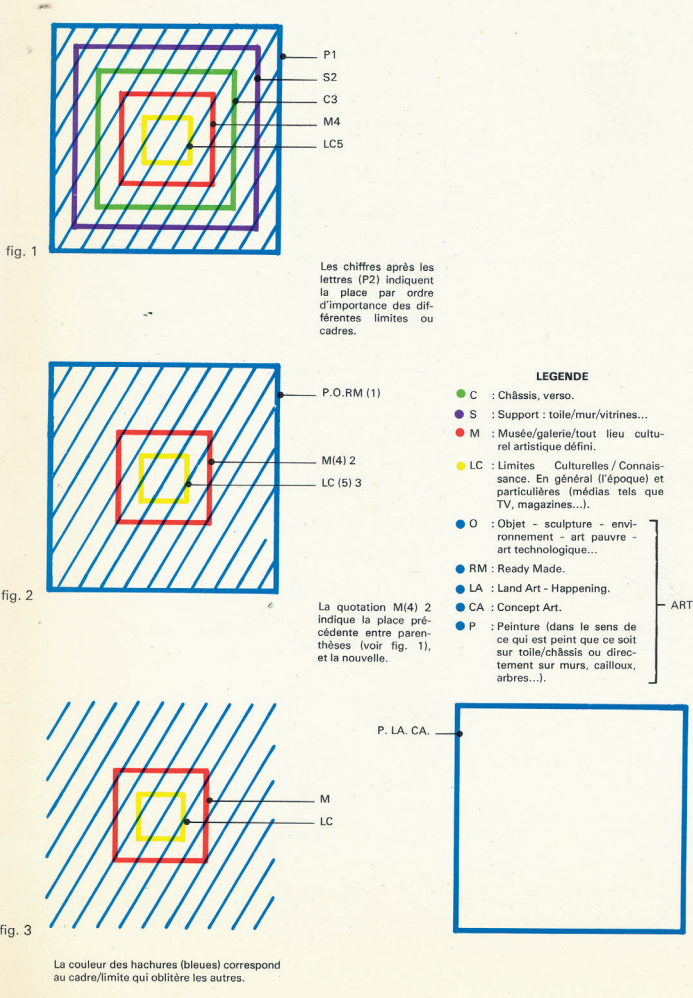 P1
S2
C3
M4
LC5
fig. 1
Les chiffres après les
lettres (P2) indiquent
la place par ordre
d'importance des dif-
férentes limites ou
cadres.
P.O.RM (1)
M(4) 2
LC (5) 3
fig. 2
La quotation M(4) 2
indique la place pré-
cédente entre paren-
thèses (voir fig. 1),
et la nouvelle.
LEGENDE
C : Châssis, verso.
S : Support : toile/mur/vitrines...
M : Musée/galerie/tout lieu cultu-
rel artistique défini.
LC : Limites Culturelles / Connais-
sance. En général (l'époque) et
particulières (médias tels que
TV, magazines...).
O : Objet - sculpture - envi-
ronnement - art pauvre -
art technologique...
RM : Ready Made.
LA : Land Art - Happening.
CA : Concept Art.
P : Peinture (dans le sens de
ce qui est peint que ce soit
sur toile/châssis ou direc-
tement sur murs, cailloux,
arbres...).
ART
M
LC
fig. 3
P. LA. CA.
La couleur des hachures (bleues) correspond
au cadre/limite qui oblitère les autres.